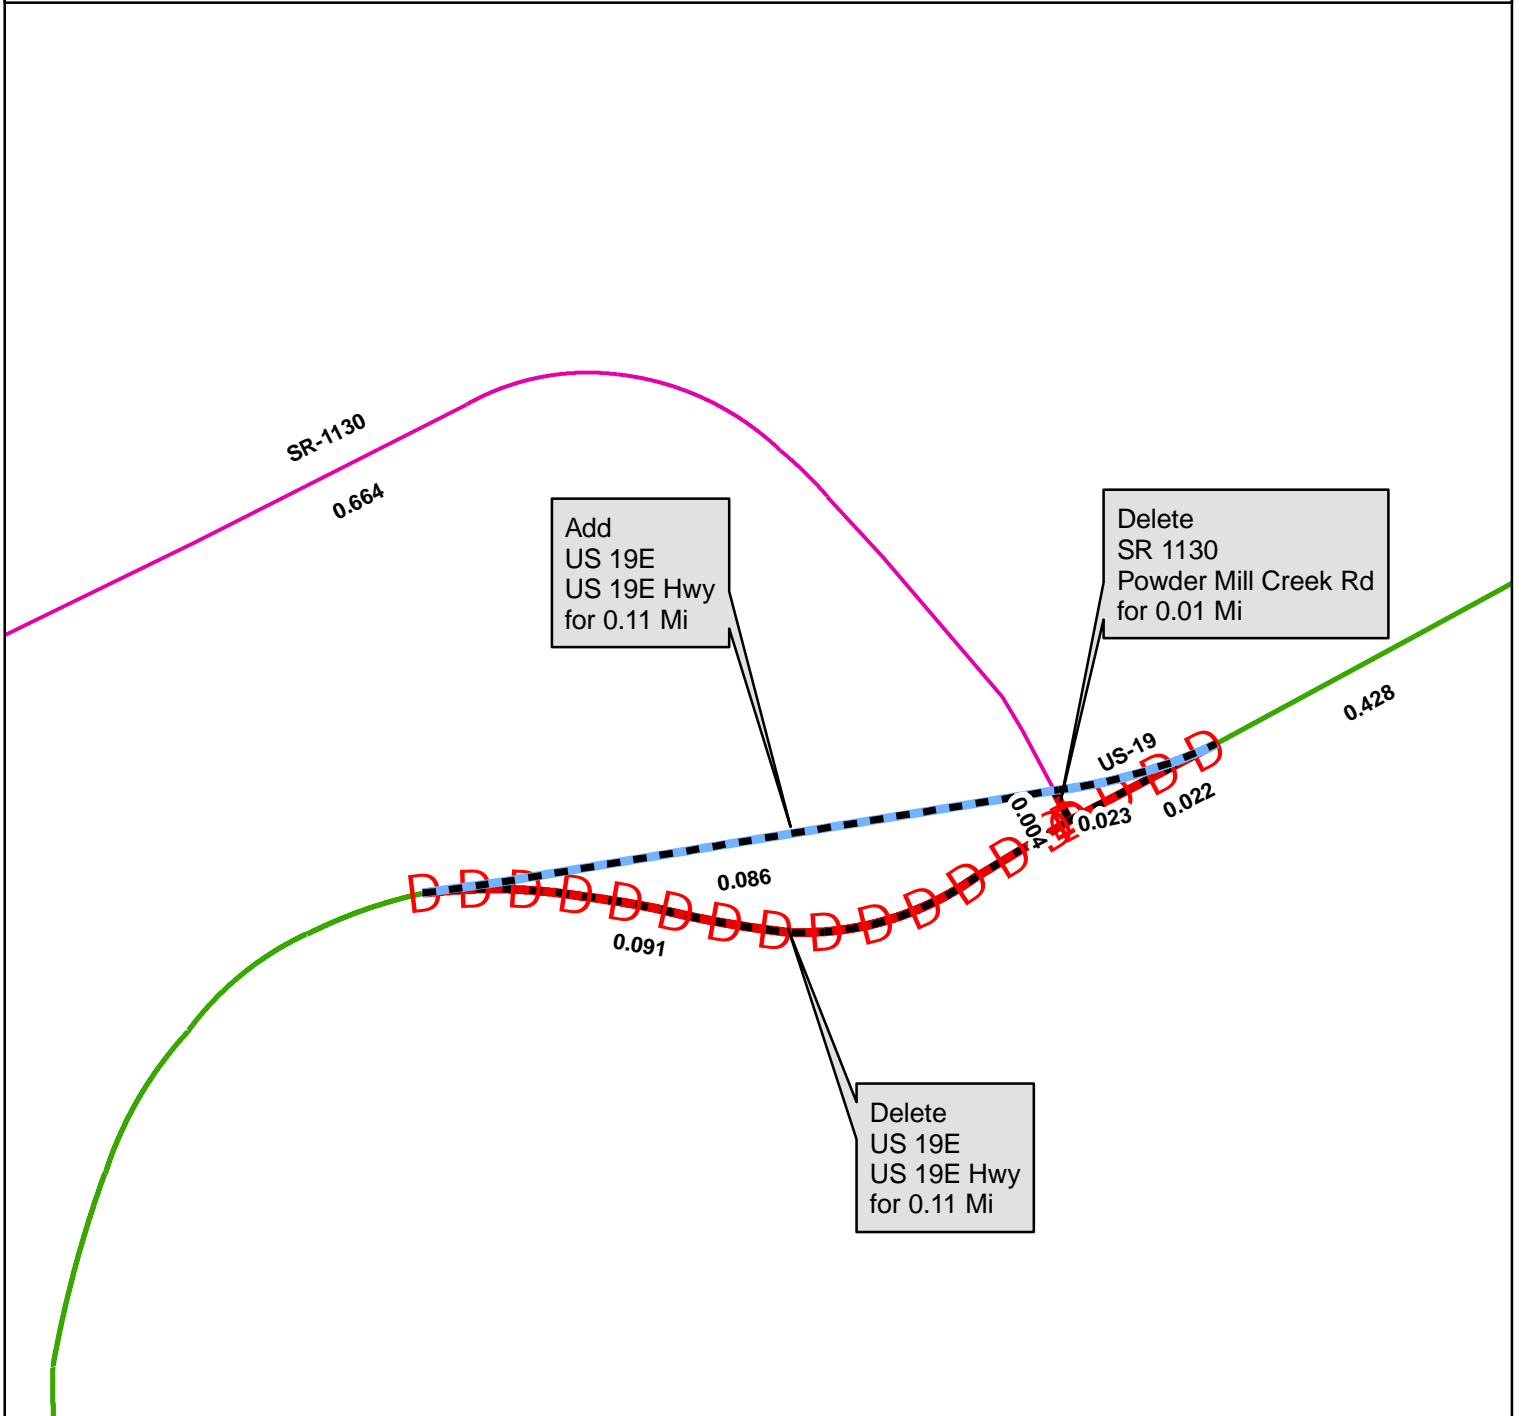 SR-1130
0.664
Add
US 19E
US 19E Hwy
for 0.11 Mi
Delete
SR 1130
Powder Mill Creek Rd
for 0.01 Mi
0.428
US-19
0.022
0.023
0.004
0.086
0.091
D D D D D D D D D D D D D D D D
Delete
US 19E
US 19E Hwy
for 0.11 Mi